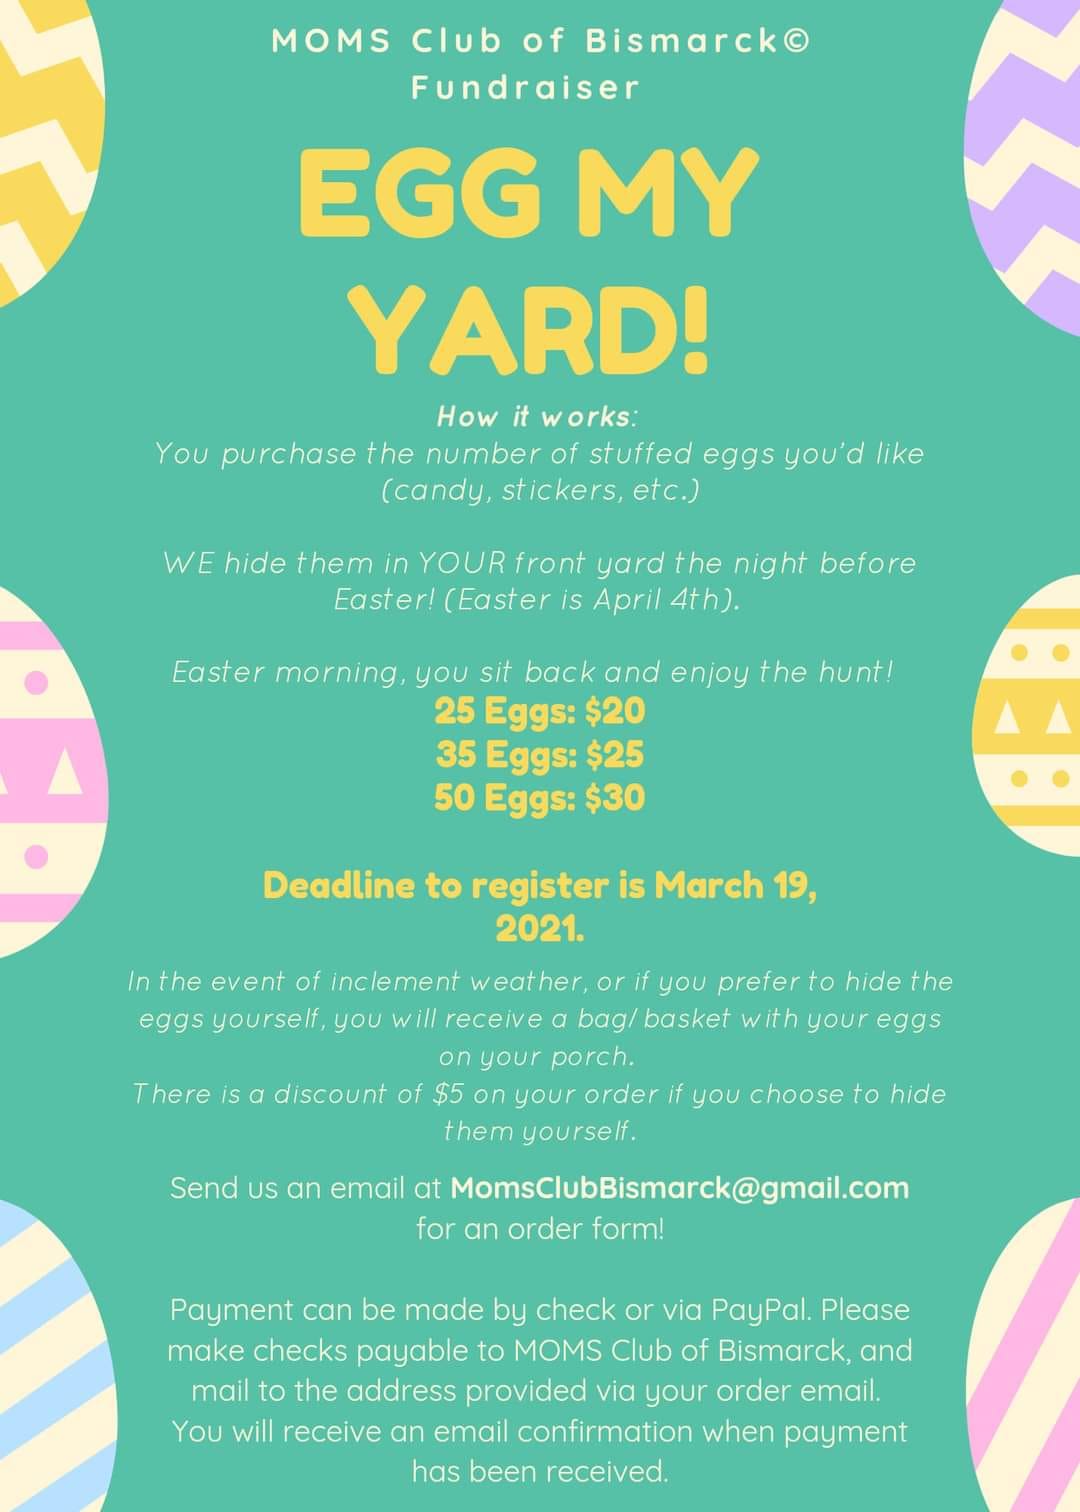 MOMS Club of Bismarck©
Fundraiser
EGG MY
YARD!
How it works:
You purchase the number of stuffed eggs you'd like
(candy, stickers, etc.)
WE hide them in YOUR front yard the night before
Easter! (Easter is April 4th).
Easter morning, you sit back and enjoy the hunt!
25 Eggs: $20
35 Eggs: $25
50 Eggs: $30
Deadline to register is March 19,
2021.
In the event of inclement weather, or if you prefer to hide the
eggs yourself, you will receive a bag/basket with your eggs
on your porch.
There is a discount of $5 on your order if you choose to hide
them yourself.
Send us an email at MomsClubBismarck@gmail.com
for an order form!
Payment can be made by check or via PayPal. Please
make checks payable to MOMS Club of Bismarck, and
mail to the address provided via your order email.
You will receive an email confirmation when payment
has been received.